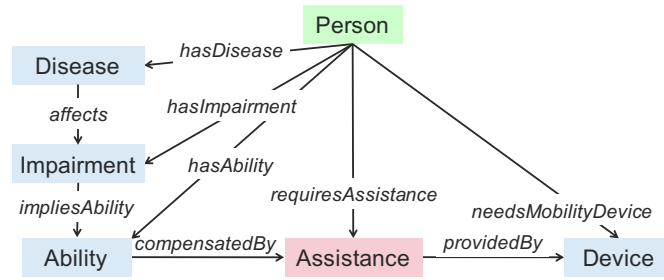 Person
hasDisease
Disease
affects
hasImpairment
Impairment
hasAbility
impliesAbility
requiresAssistance
needsMobilityDevice
Ability
compensatedBy
Assistance
providedBy
Device